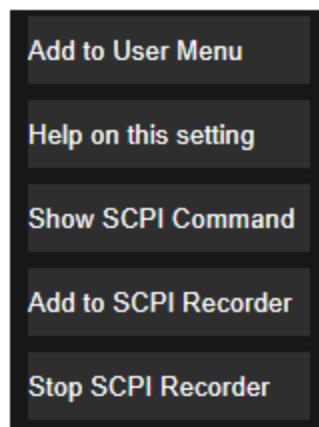 Add to User Menu
Help on this setting
Show SCPI Command
Add to SCPI Recorder
Stop SCPI Recorder